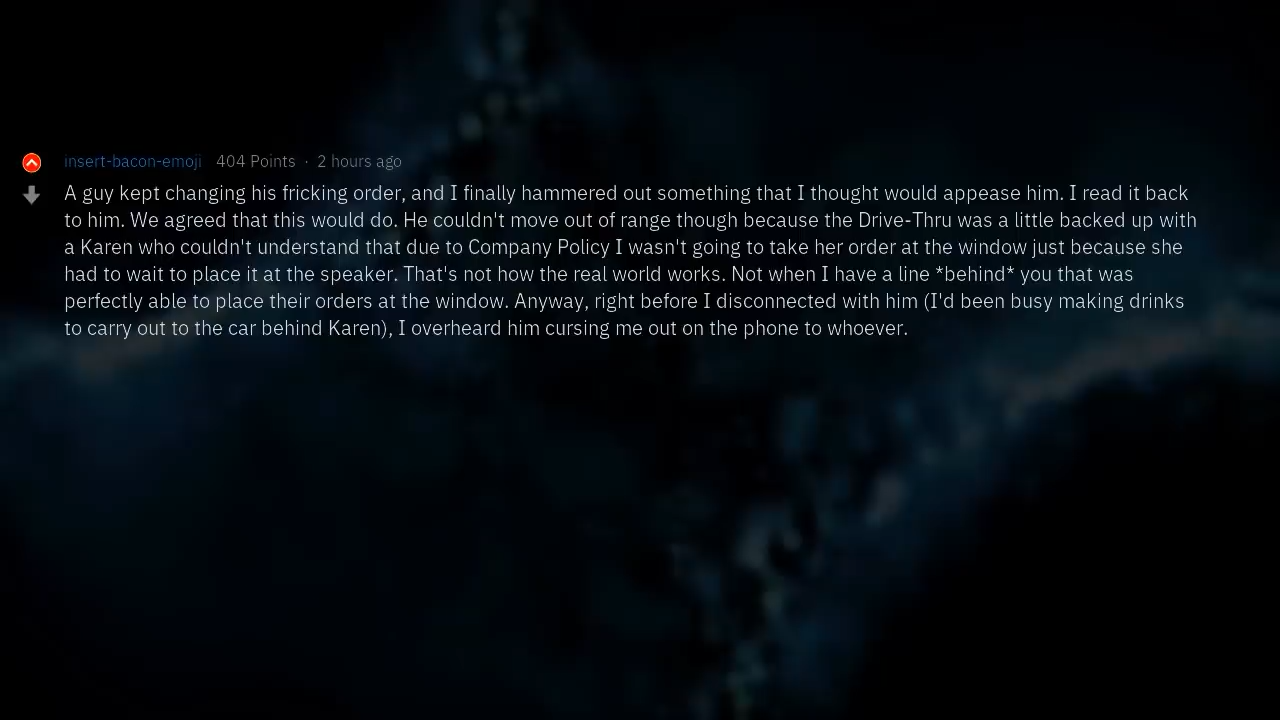 insert-bacon-emoji 404 Points · 2 hours ago
A guy kept changing his fricking order, and I finally hammered out something that I thought would appease him. I read it back
to him. We agreed that this would do. He couldn't move out of range though because the Drive-Thru was a little backed up with
a Karen who couldn't understand that due to Company Policy I wasn't going to take her order at the window just because she
had to wait to place it at the speaker. That's not how the real world works. Not when I have a line *behind* you that was
perfectly able to place their orders at the window. Anyway, right before I disconnected with him (I'd been busy making drinks
to carry out to the car behind Karen), I overheard him cursing me out on the phone to whoever.